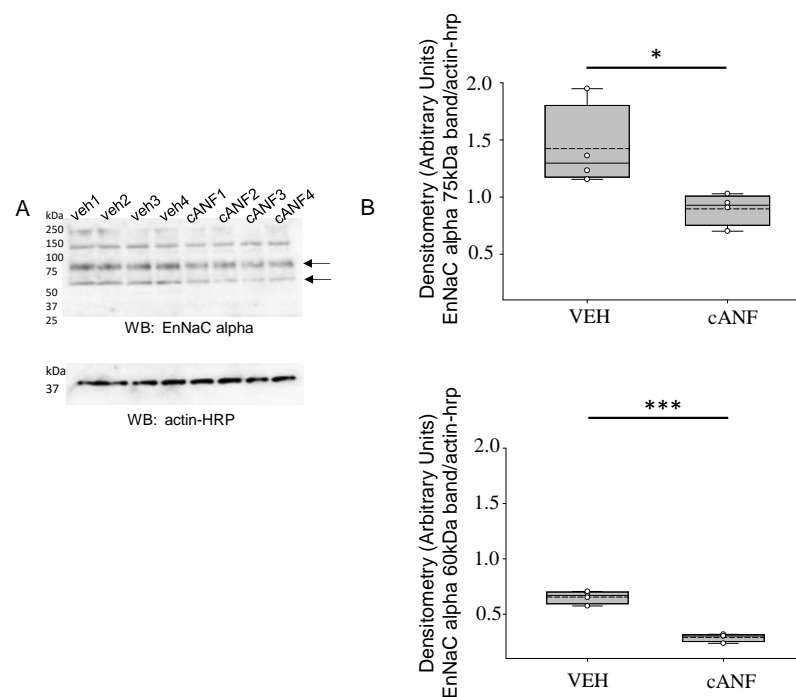 A
kDa
250
150
100
75
50
37
25
veh1 veh2 veh3 veh4 cANF1 cANF2 cANF3 cANF4
WB: EnNaC alpha
kDa
37
WB: actin-HRP
B
Densitometry (Arbitrary Units)
EnNaC alpha 75kDa band/actin-hrp
2.0
1.5
1.0
0.5
*
VEH cANF
Densitometry (Arbitrary Units)
EnNaC alpha 60kDa band/actin-hrp
2.0
1.5
1.0
0.5
***
VEH cANF